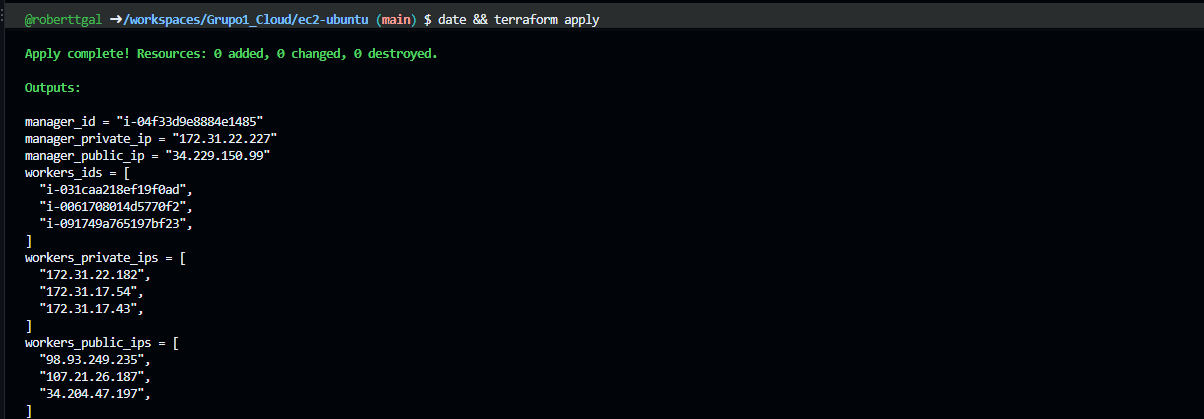 @roberttgal ➜/workspaces/Grupo1_Cloud/ec2-ubuntu (main) $ date && terraform apply
Apply complete! Resources: 0 added, 0 changed, 0 destroyed.
Outputs:
manager_id = "i-04f33d9e8884e1485"
manager_private_ip = "172.31.22.227"
manager_public_ip = "34.229.150.99"
workers_ids = [
"i-031caa218ef19f0ad",
"i-0061708014d5770f2",
"i-091749a765197bf23",
]
workers_private_ips = [
"172.31.22.182",
"172.31.17.54",
"172.31.17.43",
]
workers_public_ips = [
"98.93.249.235",
"107.21.26.187",
"34.204.47.197",
]